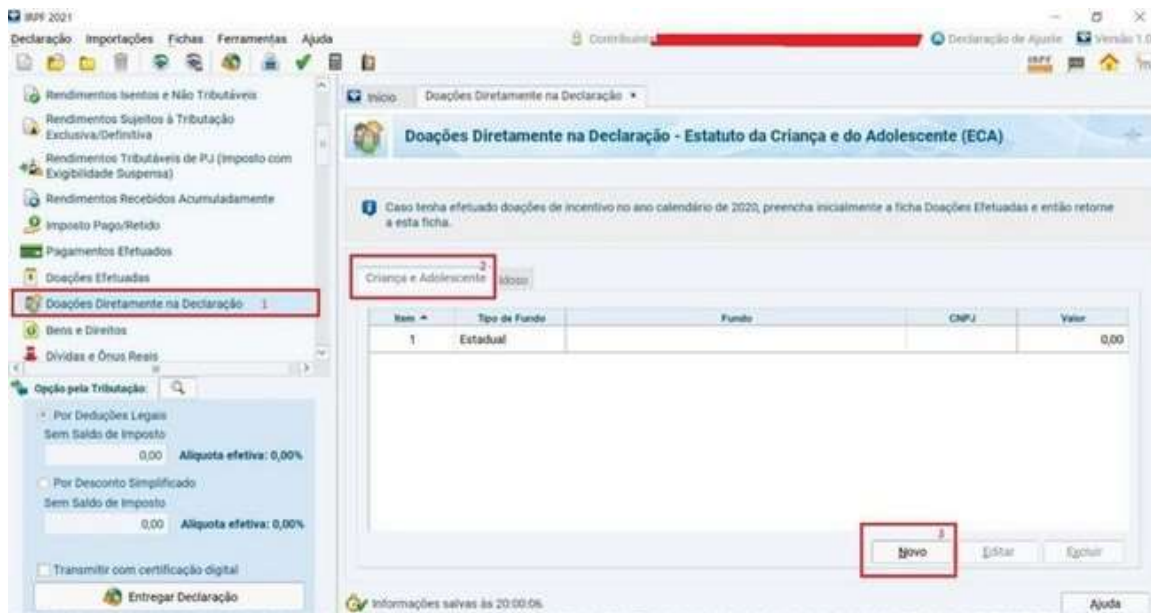 IRPF 2021
Declaração Importações Fichas Ferramentas Ajuda
Contribuinte
Declaração de Ajuste
Versão 1.0
IRPF
Rendimentos Isentos e Não Tributáveis
Rendimentos Sujeitos à Tributação
Exclusiva/Definitiva
Rendimentos Tributáveis de PJ (Imposto com
Exigibilidade Suspensa)
Rendimentos Recebidos Acumuladamente
Imposto Pago/Retido
Pagamentos Efetuados
Doações Efetuadas
Doações Diretamente na Declaração 1
Bens e Direitos
Dívidas e Ônus Reais
Opção pela Tributação:
Por Deduções Legais
Sem Saldo de Imposto
0,00 Alíquota efetiva: 0,00%
Por Desconto Simplificado
Sem Saldo de Imposto
0,00 Alíquota efetiva: 0,00%
Transmitir com certificação digital
Entregar Declaração
Início Doações Diretamente na Declaração
Doações Diretamente na Declaração - Estatuto da Criança e do Adolescente (ECA)
Caso tenha efetuado doações de incentivo no ano calendário de 2020, preencha inicialmente a ficha Doações Efetuadas e então retorne
a esta ficha.
2
Criança e Adolescente Idoso
Item Tipo de Fundo Fundo CNPJ Valor
1 Estadual 0,00
3
Novo Editar Excluir
Informações salvas às 20:00:06.
Ajuda